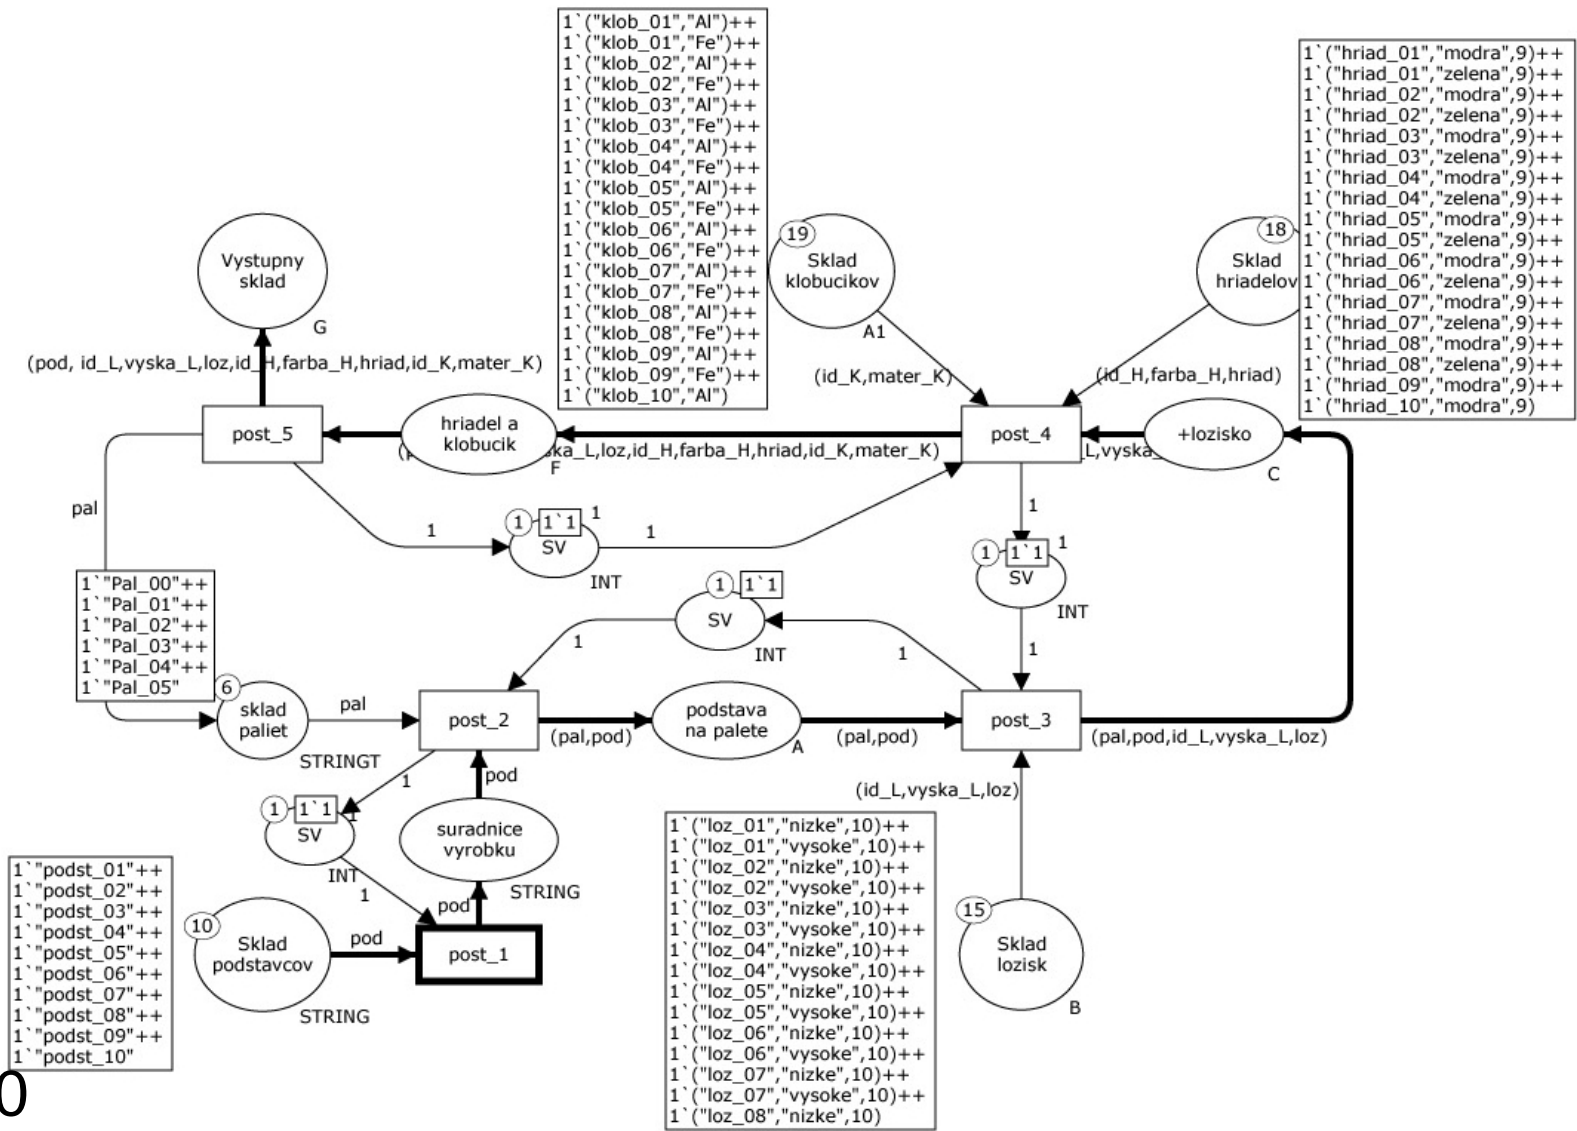 1`("klob_01","Al")++
1`("klob_01","Fe")++
1`("klob_02","Al")++
1`("klob_02","Fe")++
1`("klob_03","Al")++
1`("klob_03","Fe")++
1`("klob_04","Al")++
1`("klob_04","Fe")++
1`("klob_05","Al")++
1`("klob_05","Fe")++
1`("klob_06","Al")++
1`("klob_06","Fe")++
1`("klob_07","Al")++
1`("klob_07","Fe")++
1`("klob_08","Al")++
1`("klob_08","Fe")++
1`("klob_09","Al")++
1`("klob_09","Fe")++
1`("klob_10","Al")
1`("hriad_01","modra",9)++
1`("hriad_01","zelena",9)++
1`("hriad_02","modra",9)++
1`("hriad_02","zelena",9)++
1`("hriad_03","modra",9)++
1`("hriad_03","zelena",9)++
1`("hriad_04","modra",9)++
1`("hriad_04","zelena",9)++
1`("hriad_05","modra",9)++
1`("hriad_05","zelena",9)++
1`("hriad_06","modra",9)++
1`("hriad_06","zelena",9)++
1`("hriad_07","modra",9)++
1`("hriad_07","zelena",9)++
1`("hriad_08","modra",9)++
1`("hriad_08","zelena",9)++
1`("hriad_09","modra",9)++
1`("hriad_10","modra",9)
Vystupny
sklad
G
19
Sklad
klobucikov
A1
18
Sklad
hriadelov
(pod, id_L,vyska_L,loz,id_H,farba_H,hriad,id_K,mater_K)
(id_K,mater_K)
(id_H,farba_H,hriad)
post_5
hriadel a
klobucik
F
ska_L,loz,id_H,farba_H,hriad,id_K,mater_K)
post_4
_L,vyska_
+lozisko
C
pal
1
1
1`1
1
SV
INT
1
1
1
1`1
1
SV
INT
1
1`"Pal_00"++
1`"Pal_01"++
1`"Pal_02"++
1`"Pal_03"++
1`"Pal_04"++
1`"Pal_05"
1
1`1
SV
INT
1
1
6
sklad
paliet
STRINGT
pal
post_2
(pal,pod)
podstava
na palete
A
(pal,pod)
post_3
(pal,pod,id_L,vyska_L,loz)
1
1
1`1
1
SV
INT
1
pod
suradnice
vyrobku
STRING
pod
(id_L,vyska_L,loz)
1`"podst_01"++
1`"podst_02"++
1`"podst_03"++
1`"podst_04"++
1`"podst_05"++
1`"podst_06"++
1`"podst_07"++
1`"podst_08"++
1`"podst_09"++
1`"podst_10"
10
Sklad
podstavcov
STRING
pod
post_1
1`("loz_01","nizke",10)++
1`("loz_01","vysoke",10)++
1`("loz_02","nizke",10)++
1`("loz_02","vysoke",10)++
1`("loz_03","nizke",10)++
1`("loz_03","vysoke",10)++
1`("loz_04","nizke",10)++
1`("loz_04","vysoke",10)++
1`("loz_05","nizke",10)++
1`("loz_05","vysoke",10)++
1`("loz_06","nizke",10)++
1`("loz_06","vysoke",10)++
1`("loz_07","nizke",10)++
1`("loz_07","vysoke",10)++
1`("loz_08","nizke",10)
15
Sklad
lozisk
B
0